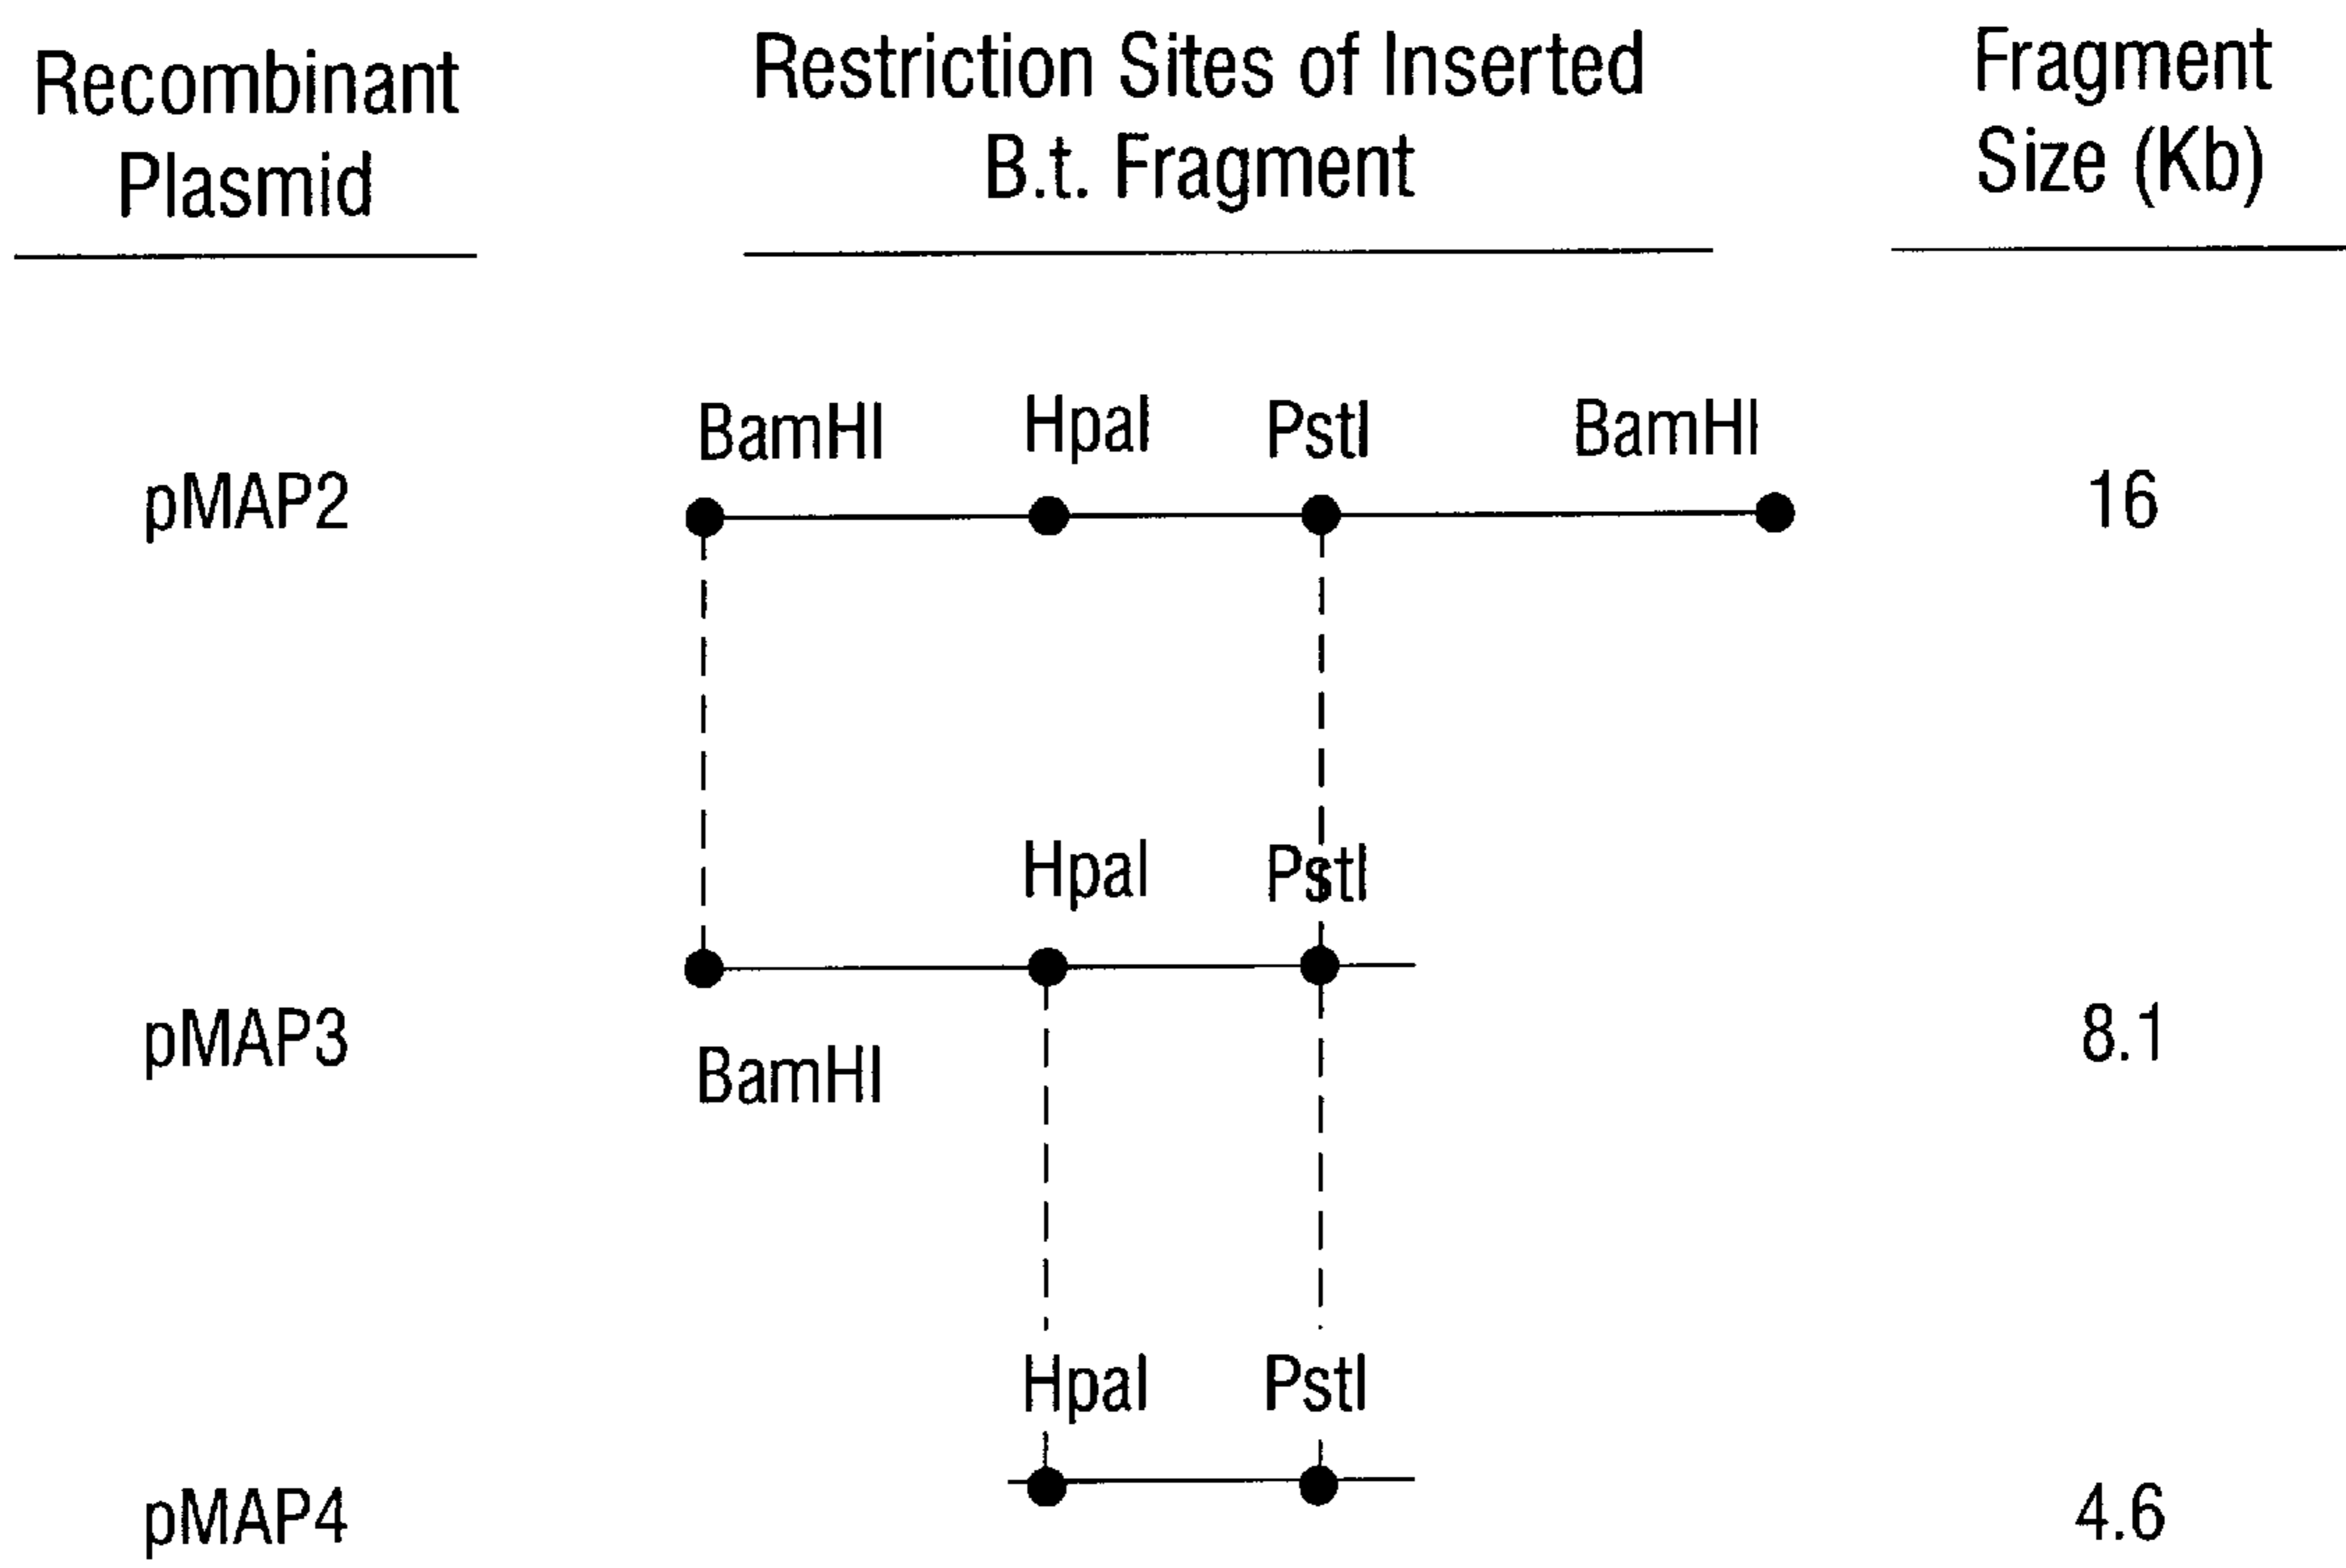 Recombinant
Plasmid
Restriction Sites of Inserted
B.t. Fragment
Fragment
Size (Kb)
BamHI HpaI PstI BamHI
pMAP2
16
HpaI PstI
pMAP3
BamHI
8.1
HpaI PstI
pMAP4
4.6